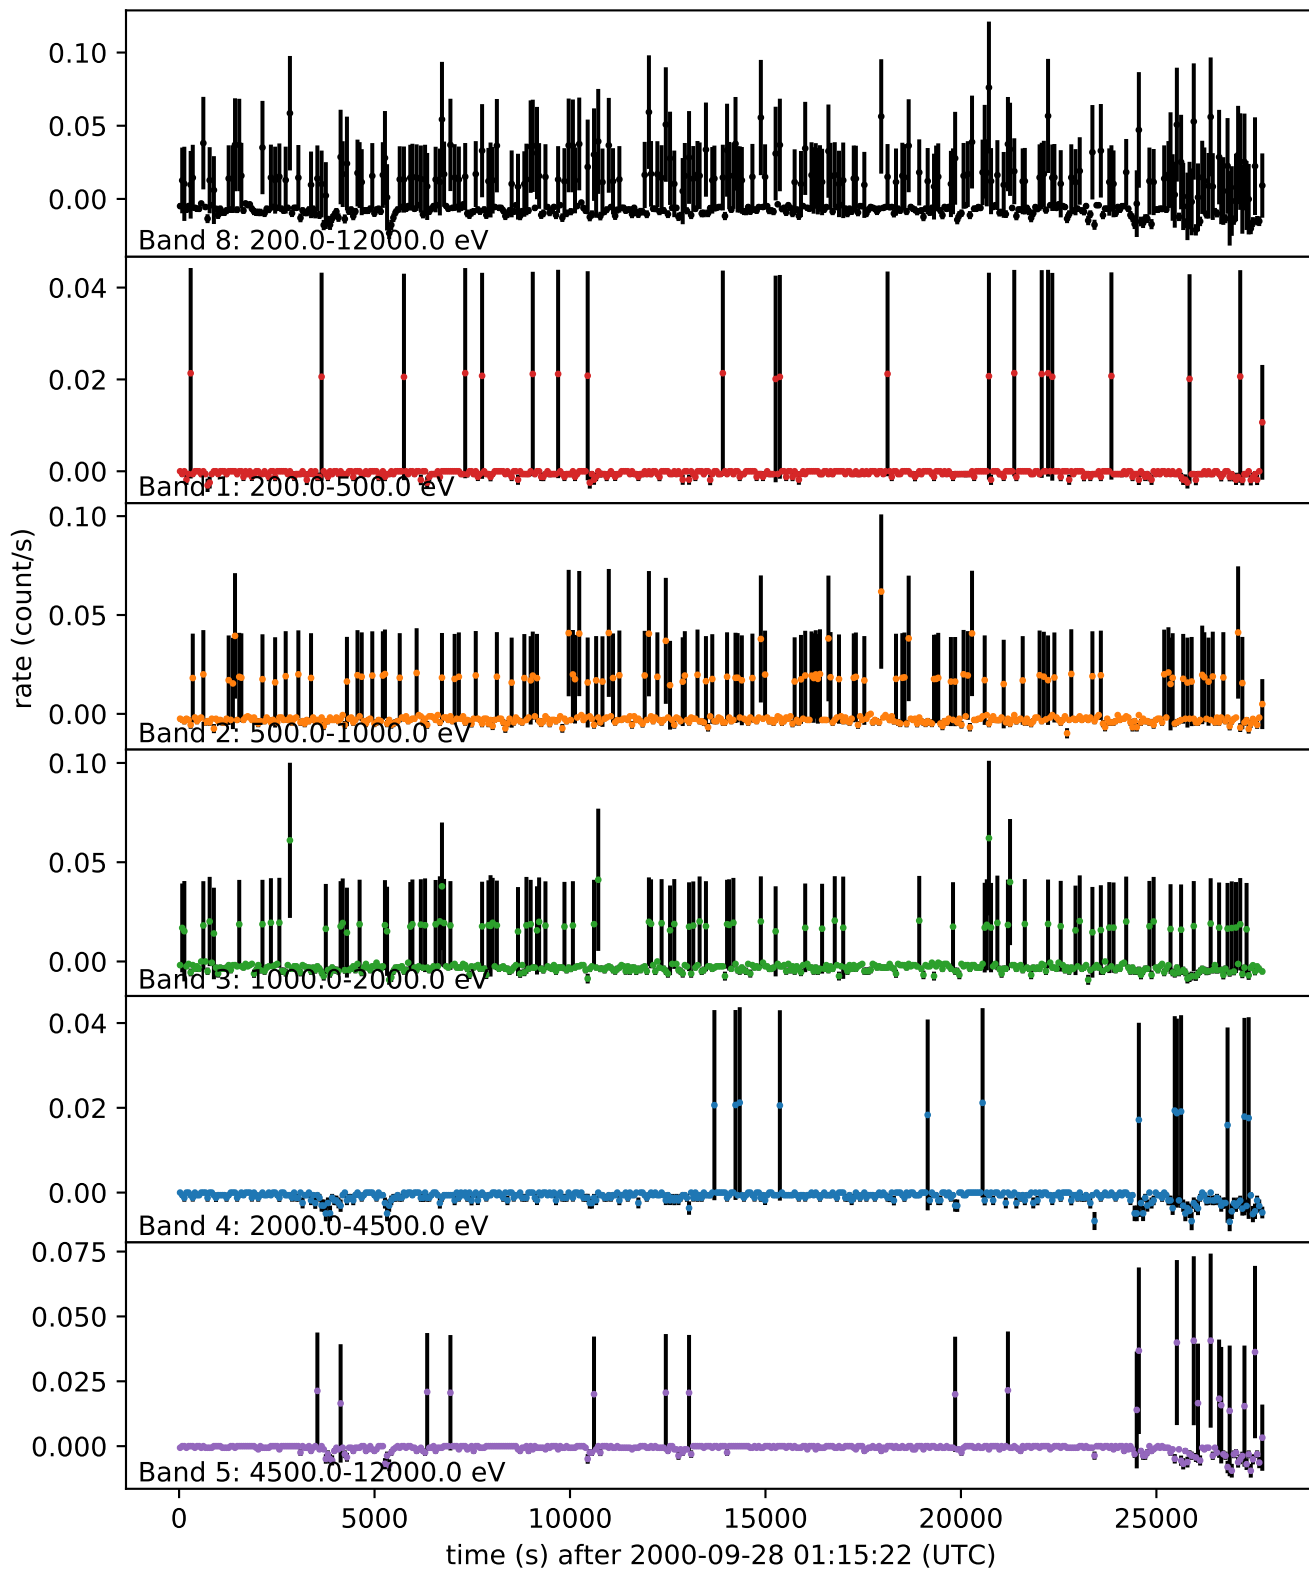 0.10
0.05
0.00
Band 8: 200.0-12000.0 eV
0.04
0.02
0.00
Band 1: 200.0-500.0 eV
rate (count/s)
0.10
0.05
0.00
Band 2: 500.0-1000.0 eV
0.10
0.05
0.00
Band 3: 1000.0-2000.0 eV
0.04
0.02
0.00
Band 4: 2000.0-4500.0 eV
0.075
0.050
0.025
0.000
Band 5: 4500.0-12000.0 eV
0 5000 10000 15000 20000 25000
time (s) after 2000-09-28 01:15:22 (UTC)